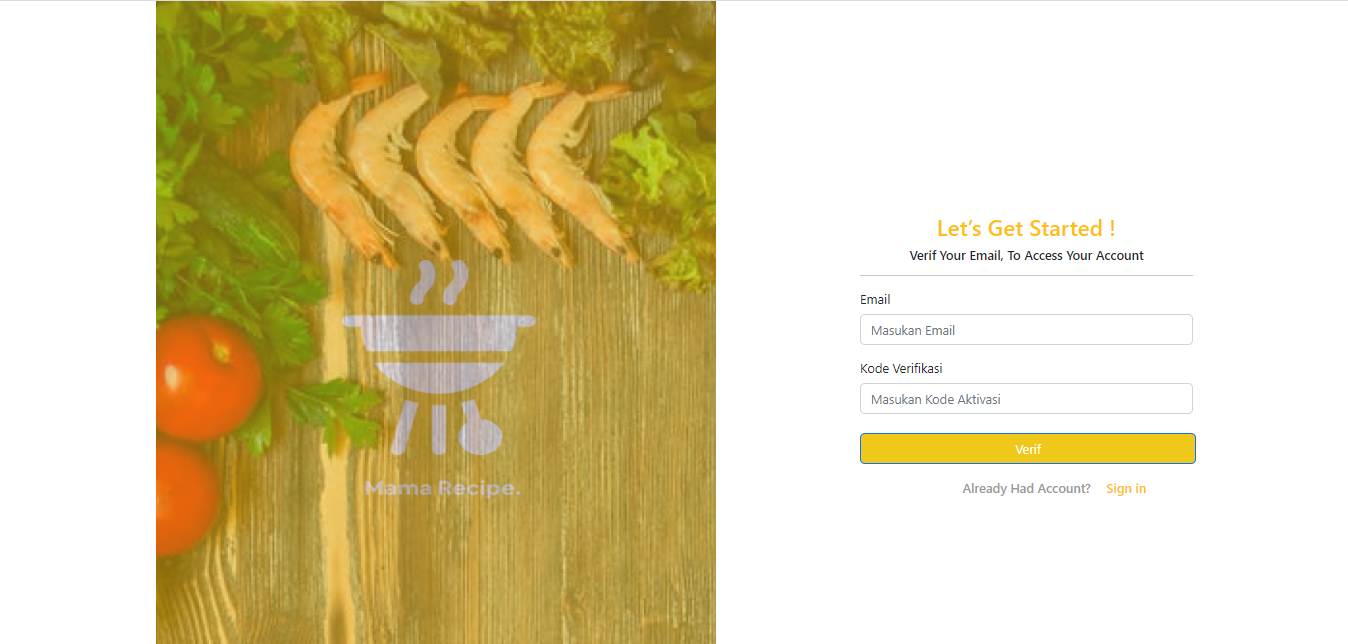 Mama Recipe.
Let's Get Started !
Verif Your Email, To Access Your Account
Email
Masukan Email
Kode Verifikasi
Masukan Kode Aktivasi
Verif
Already Had Account? Sign in